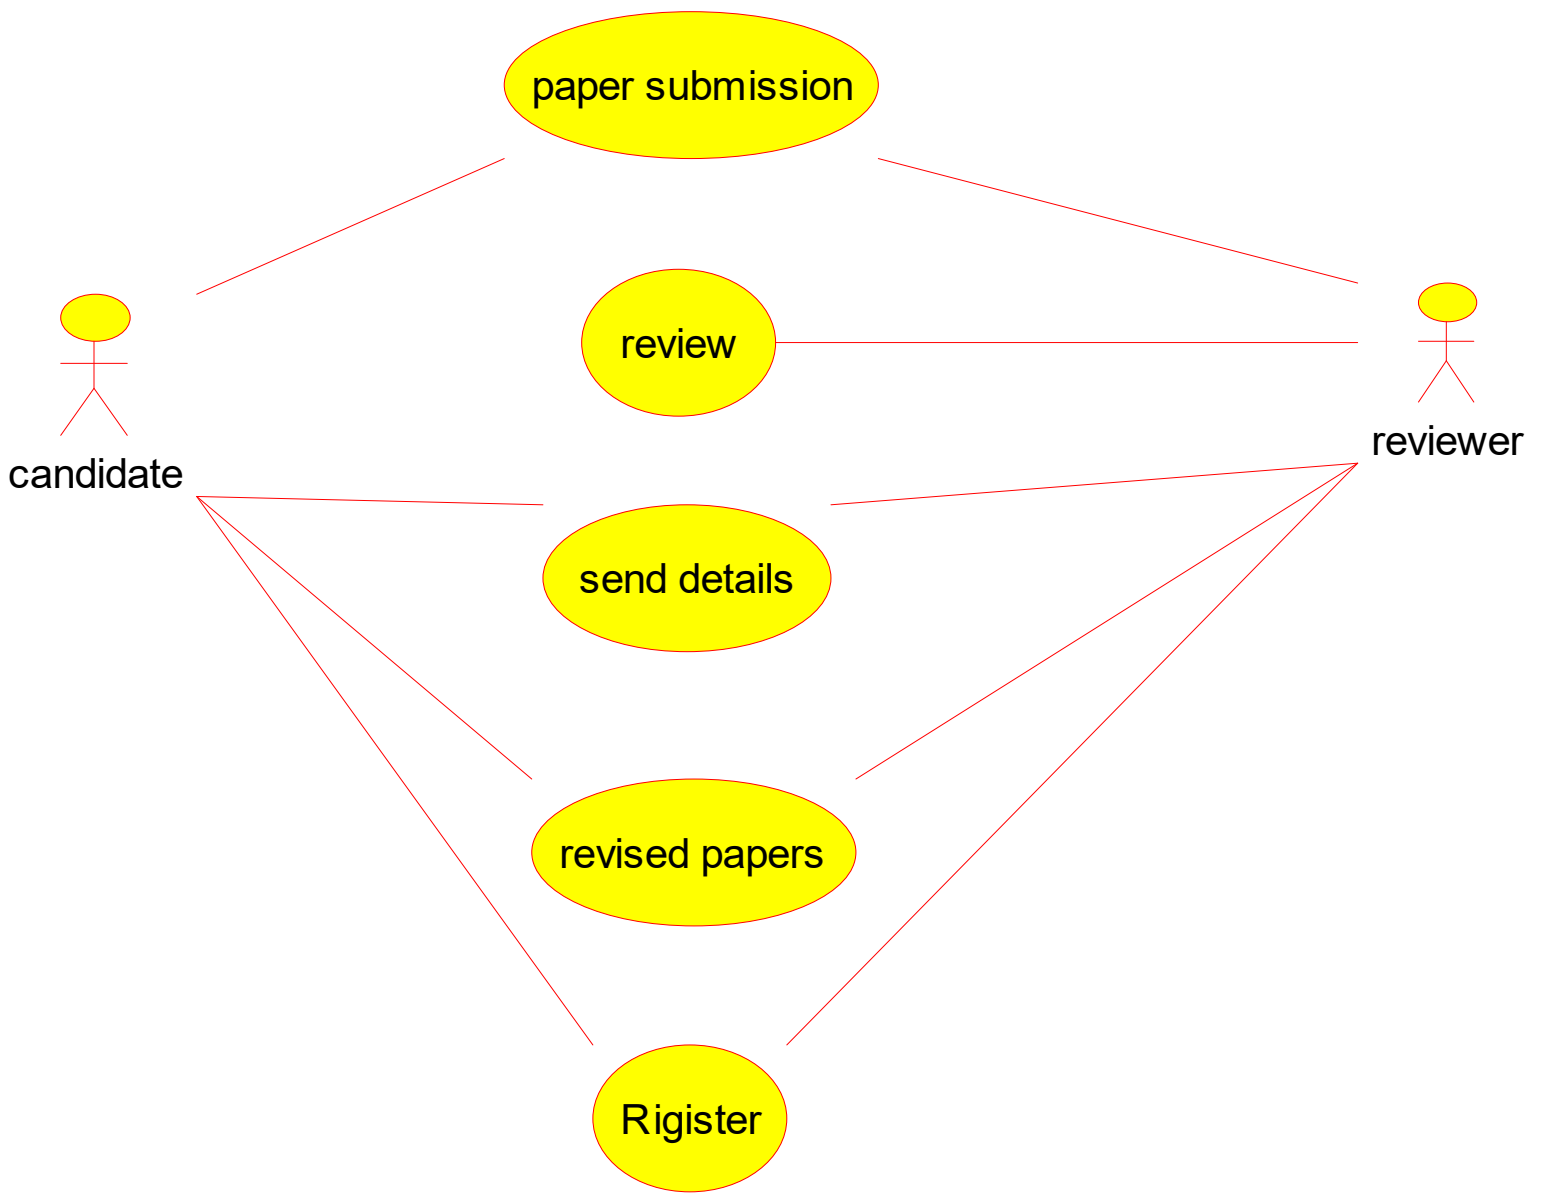 paper submission
review
candidate
reviewer
send details
revised papers
Rigister